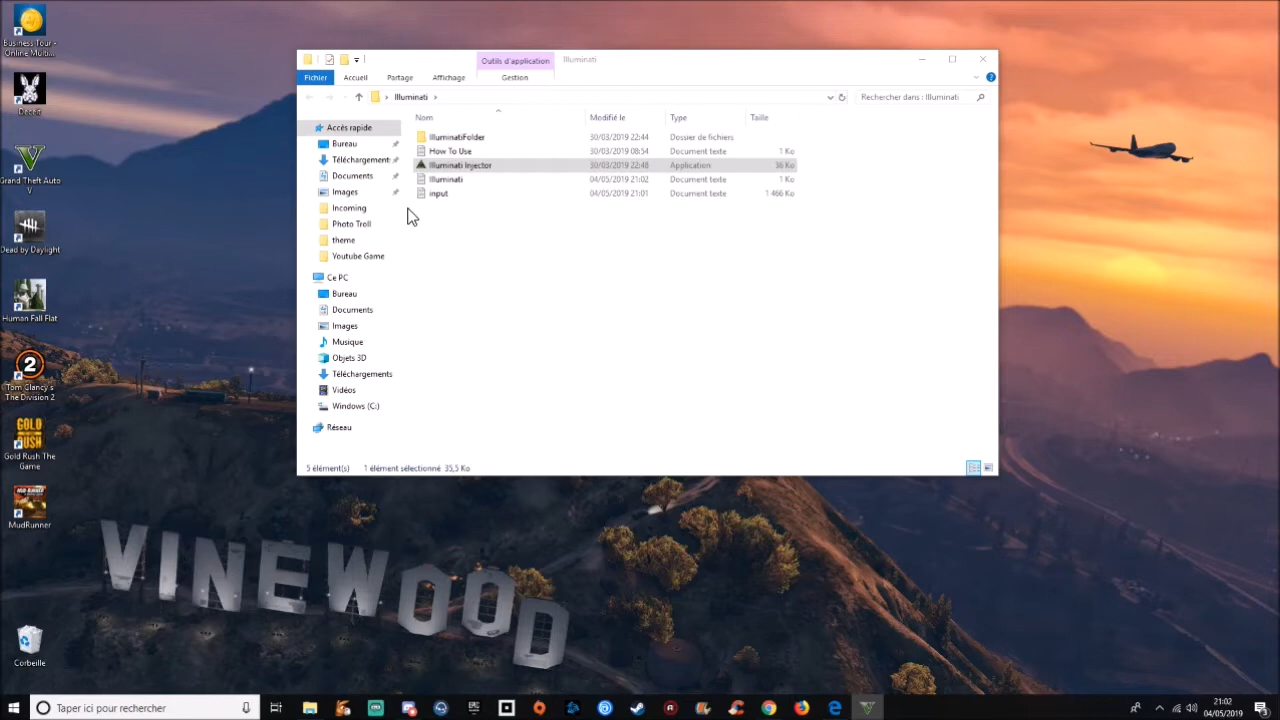 Business Tour -
Online Multi...
Deceit
Grand Theft Auto
V
Dead by Daylight
Human Fall Flat
2
Tom Clancy's
The Division 2
GOLD
RUSH
Gold Rush The
Game
MudRunner
Corbeille
Outils d'application
Illuminati
Fichier
Accueil
Partage
Affichage
Gestion
?
Illuminati
Rechercher dans : Illuminati
Nom
Modifié le
Type
Taille
IlluminatiFolder 30/03/2019 22:44 Dossier de fichiers
How To Use 30/03/2019 08:54 Document texte 1 Ko
Illuminati Injector 30/03/2019 22:48 Application 36 Ko
Illuminati 04/05/2019 21:02 Document texte 1 Ko
input 04/05/2019 21:01 Document texte 1 466 Ko
Accès rapide
Bureau
Téléchargement
Documents
Images
Incoming
Photo Troll
theme
Youtube Game
Ce PC
Bureau
Documents
Images
Musique
Objets 3D
Téléchargements
Vidéos
Windows (C:)
Réseau
5 élément(s) 1 élément sélectionné 35,5 Ko
VINEWOOD
Taper ici pour rechercher
21:02
04/05/2019